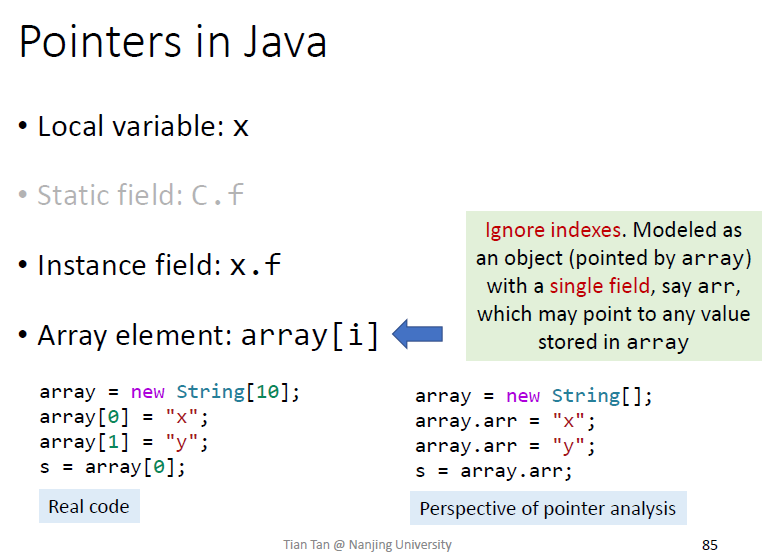 Pointers in Java
• Local variable: x
• Static field: C.f
• Instance field: x.f
• Array element: array[i]
Ignore indexes. Modeled as
an object (pointed by array)
with a single field, say arr,
which may point to any value
stored in array
array = new String[10];
array[0] = "x";
array[1] = "y";
s = array[0];
Real code
array = new String[];
array.arr = "x";
array.arr = "y";
s = array.arr;
Perspective of pointer analysis
Tian Tan @ Nanjing University
85